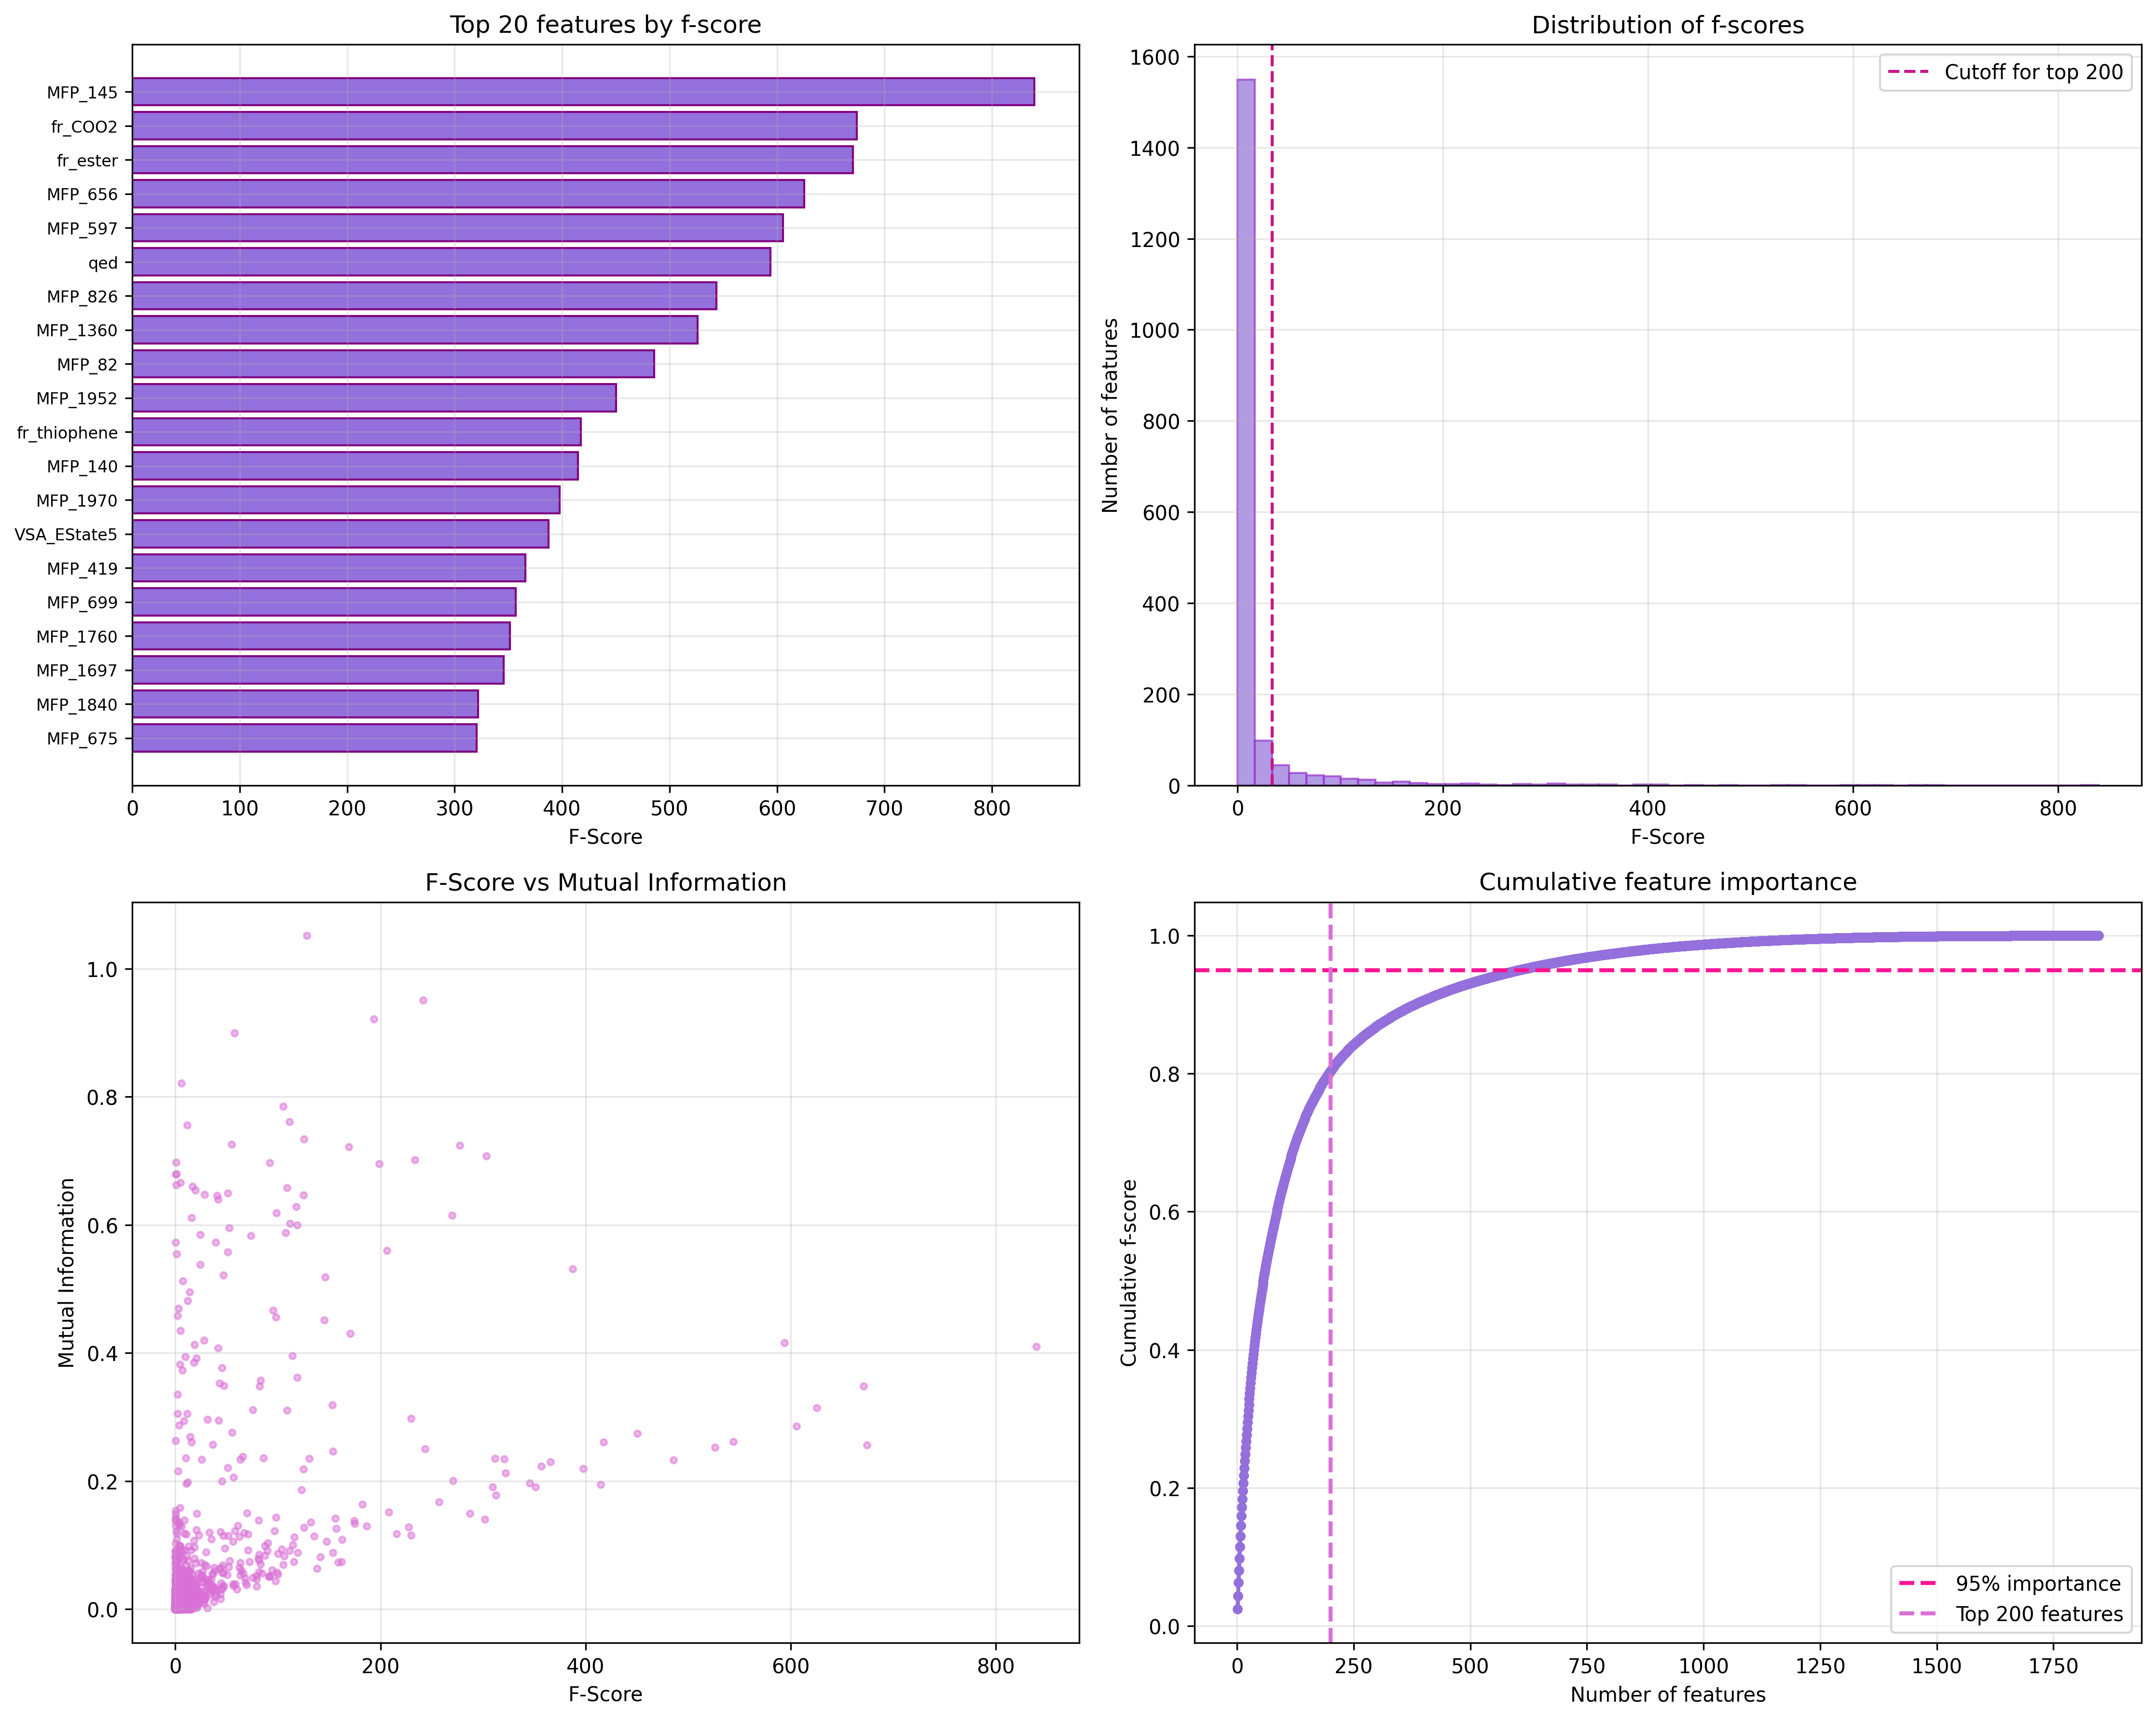 Top 20 features by f-score
MFP_145
fr_COO2
fr_ester
MFP_656
MFP_597
qed
MFP_826
MFP_1360
MFP_82
MFP_1952
fr_thiophene
MFP_140
MFP_1970
VSA_EState5
MFP_419
MFP_699
MFP_1760
MFP_1697
MFP_1840
MFP_675
0 100 200 300 400 500 600 700 800
F-Score
Distribution of f-scores
Cutoff for top 200
Number of features
1600
1400
1200
1000
800
600
400
200
0
0 200 400 600 800
F-Score
F-Score vs Mutual Information
Mutual Information
1.0
0.8
0.6
0.4
0.2
0.0
0 200 400 600 800
F-Score
Cumulative feature importance
Cumulative f-score
1.0
0.8
0.6
0.4
0.2
0.0
95% importance
Top 200 features
0 250 500 750 1000 1250 1500 1750
Number of features